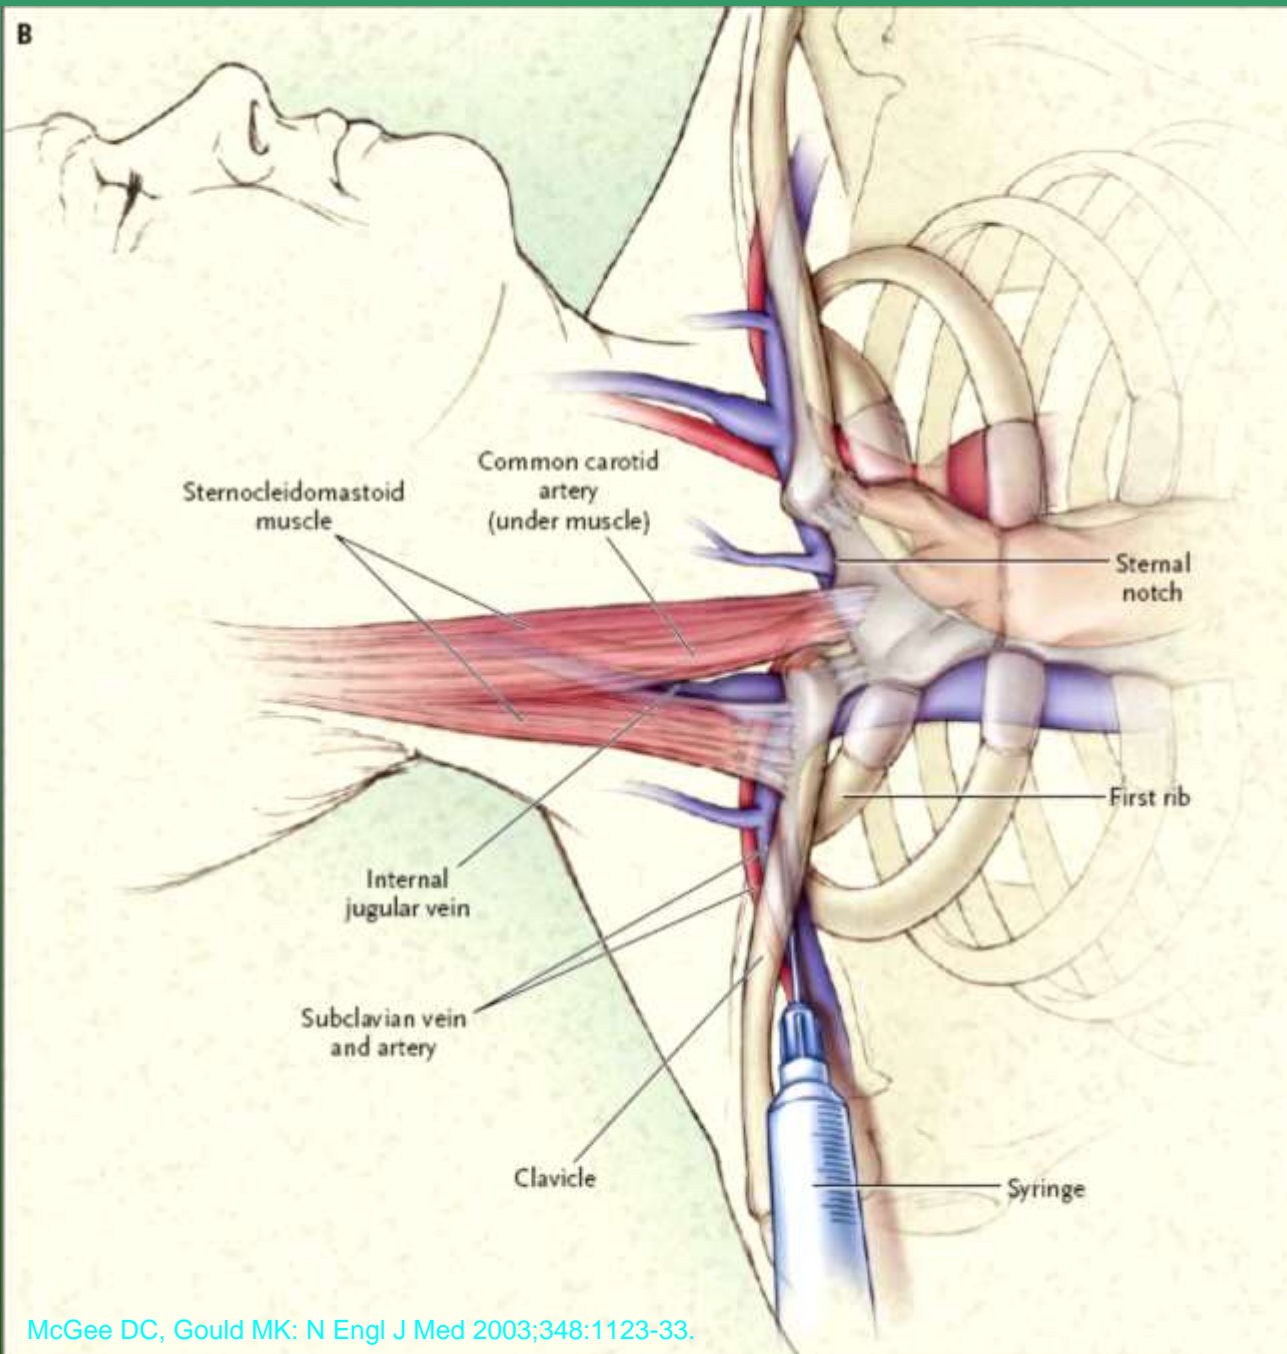 B
Sternocleidomastoid
muscle
Common carotid
artery
(under muscle)
Sternal
notch
First rib
Internal
jugular vein
Subclavian vein
and artery
Clavicle
Syringe
McGee DC, Gould MK: N Engl J Med 2003;348:1123-33.